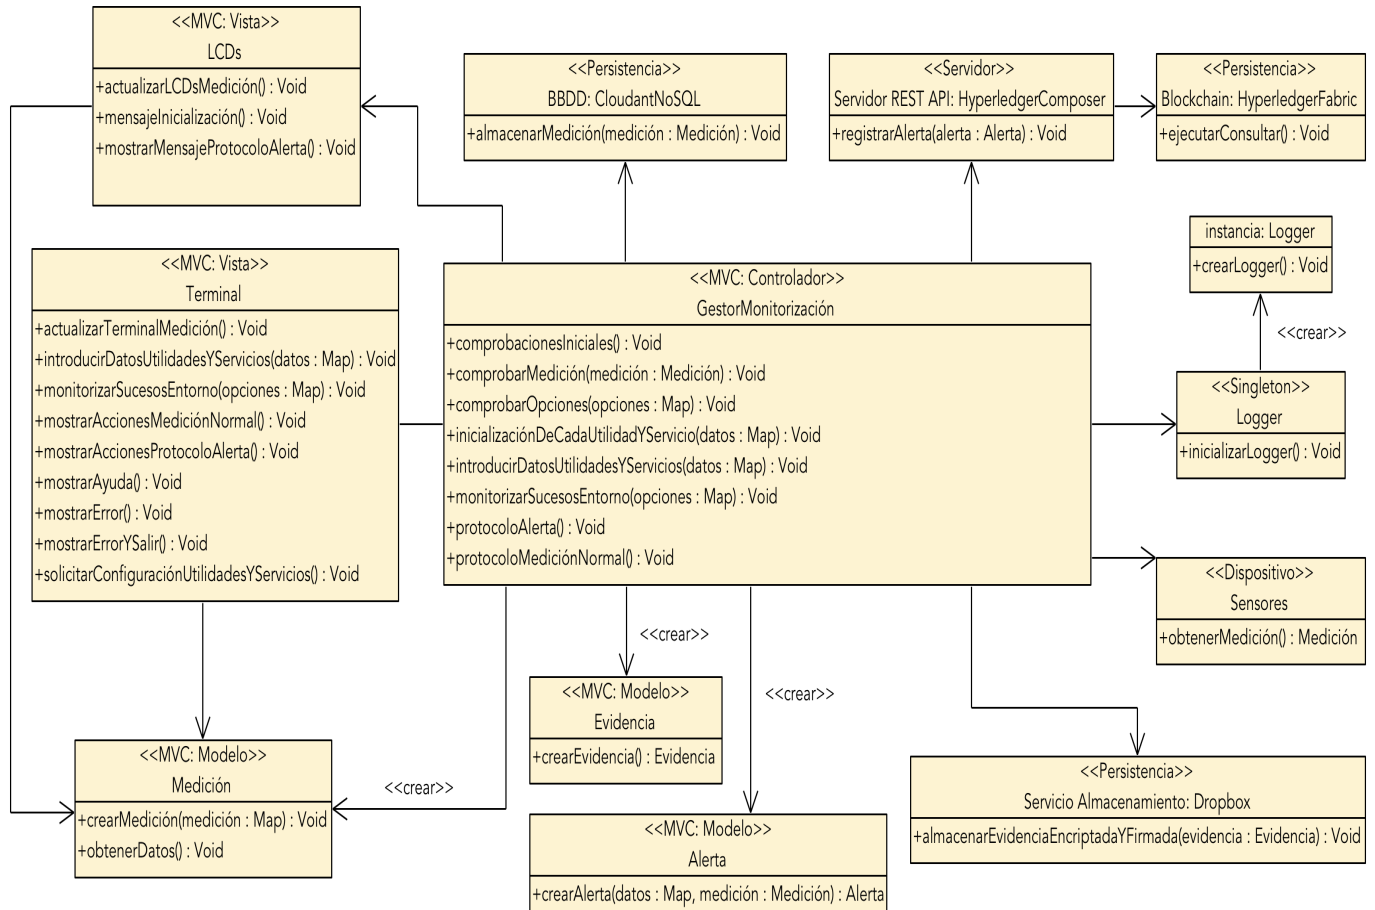 <<MVC: Vista>>
LCDs
+actualizarLCDsMedición() : Void
+mensajeInicialización() : Void
+mostrarMensajeProtocoloAlerta() : Void
<<Persistencia>>
BBDD: CloudantNoSQL
+almacenarMedición(medición : Medición) : Void
<<Servidor>>
Servidor REST API: HyperledgerComposer
+registrarAlerta(alerta : Alerta) : Void
<<Persistencia>>
Blockchain: HyperledgerFabric
+ejecutarConsultar() : Void
instancia: Logger
+crearLogger() : Void
<<crear>>
<<Singleton>>
Logger
+inicializarLogger() : Void
<<MVC: Vista>>
Terminal
+actualizarTerminalMedición() : Void
+introducirDatosUtilidadesYServicios(datos : Map) : Void
+monitorizarSucesosEntorno(opciones : Map) : Void
+mostrarAccionesMediciónNormal() : Void
+mostrarAccionesProtocoloAlerta() : Void
+mostrarAyuda() : Void
+mostrarError() : Void
+mostrarErrorYSalir() : Void
+solicitarConfiguraciónUtilidadesYServicios() : Void
<<MVC: Controlador>>
GestorMonitorización
+comprobacionesIniciales() : Void
+comprobarMedición(medición : Medición) : Void
+comprobarOpciones(opciones : Map) : Void
+inicializaciónDeCadaUtilidadYServicio(datos : Map) : Void
+introducirDatosUtilidadesYServicios(datos : Map) : Void
+monitorizarSucesosEntorno(opciones : Map) : Void
+protocoloAlerta() : Void
+protocoloMediciónNormal() : Void
<<Dispositivo>>
Sensores
+obtenerMedición() : Medición
<<crear>>
<<MVC: Modelo>>
Evidencia
+crearEvidencia() : Evidencia
<<crear>>
<<MVC: Modelo>>
Medición
+crearMedición(medición : Map) : Void
+obtenerDatos() : Void
<<crear>>
<<MVC: Modelo>>
Alerta
+crearAlerta(datos : Map, medición : Medición) : Alerta
<<Persistencia>>
Servicio Almacenamiento: Dropbox
+almacenarEvidenciaEncriptadaYFirmada(evidencia : Evidencia) : Void